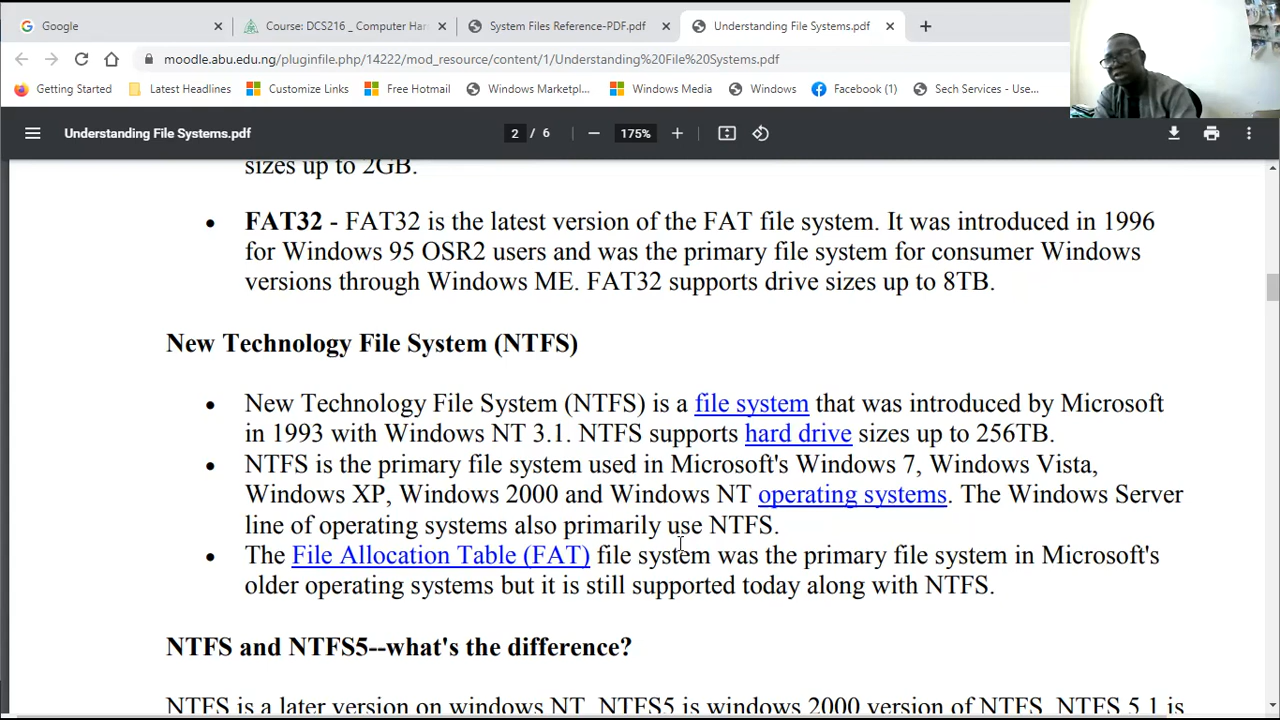 Google
Course: DCS216 _ Computer Har
System Files Reference-PDF.pdf
Understanding File Systems.pdf
moodle.abu.edu.ng/pluginfile.php/14222/mod_resource/content/1/Understanding%20File%20Systems.pdf
Getting Started
Latest Headlines
Customize Links
Free Hotmail
Windows Marketpl...
Windows Media
Windows
Facebook (1)
Sech Services - Use...
Understanding File Systems.pdf
2 / 6
175%
sizes up to 2GB.
• FAT32 - FAT32 is the latest version of the FAT file system. It was introduced in 1996
for Windows 95 OSR2 users and was the primary file system for consumer Windows
versions through Windows ME. FAT32 supports drive sizes up to 8TB.
New Technology File System (NTFS)
• New Technology File System (NTFS) is a file system that was introduced by Microsoft
in 1993 with Windows NT 3.1. NTFS supports hard drive sizes up to 256TB.
• NTFS is the primary file system used in Microsoft's Windows 7, Windows Vista,
Windows XP, Windows 2000 and Windows NT operating systems. The Windows Server
line of operating systems also primarily use NTFS.
• The File Allocation Table (FAT) file system was the primary file system in Microsoft's
older operating systems but it is still supported today along with NTFS.
NTFS and NTFS5--what's the difference?
NTFS is a later version on windows NT. NTFS5 is windows 2000 version of NTFS. NTFS 5.1 is